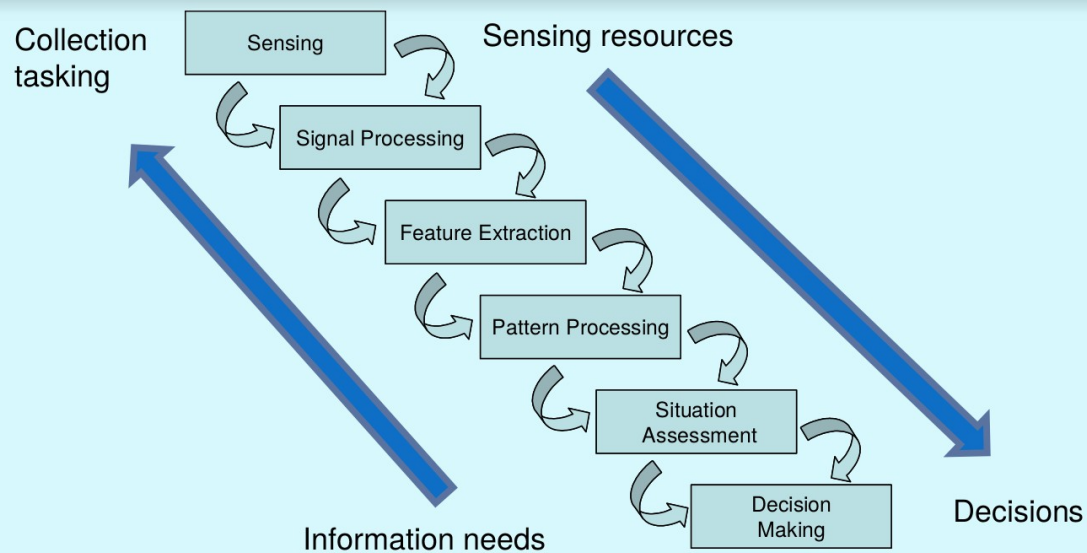 Collection
tasking
Sensing
Sensing resources
Signal Processing
Feature Extraction
Pattern Processing
Situation
Assessment
Decision
Making
Decisions
Information needs